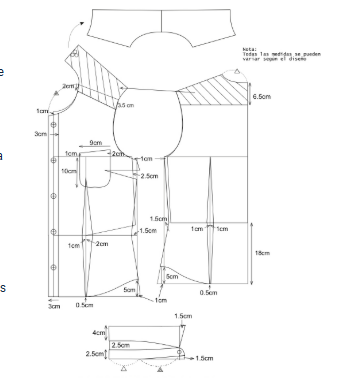 Nota:
Todas las medidas se pueden
variar segun el diseño
e
2cm
6.5cm
3.5 cm
1cm
3cm
9cm
a
1cm
2cm
1cm
10cm
2.5cm
1.5cm
1.5cm
1cm
1cm
1cm
2cm
18cm
5cm
5cm
s
1cm
3cm
0.5cm
0.5cm
1.5cm
4cm
2.5cm
2.5cm
1.5cm